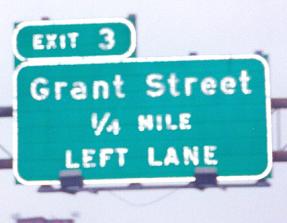 EXIT 3
Grant Street
1/4 MILE
LEFT LANE